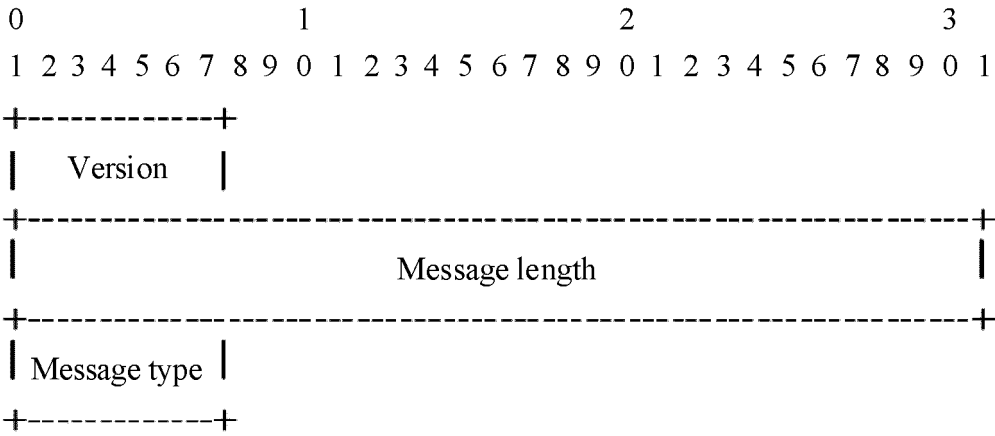 0 1 2 3
1 2 3 4 5 6 7 8 9 0 1 2 3 4 5 6 7 8 9 0 1 2 3 4 5 6 7 8 9 0 1
+-------------+
| Version |
+--------------------------------------------------------------+
| Message length |
+--------------------------------------------------------------+
| Message type |
+-------------+